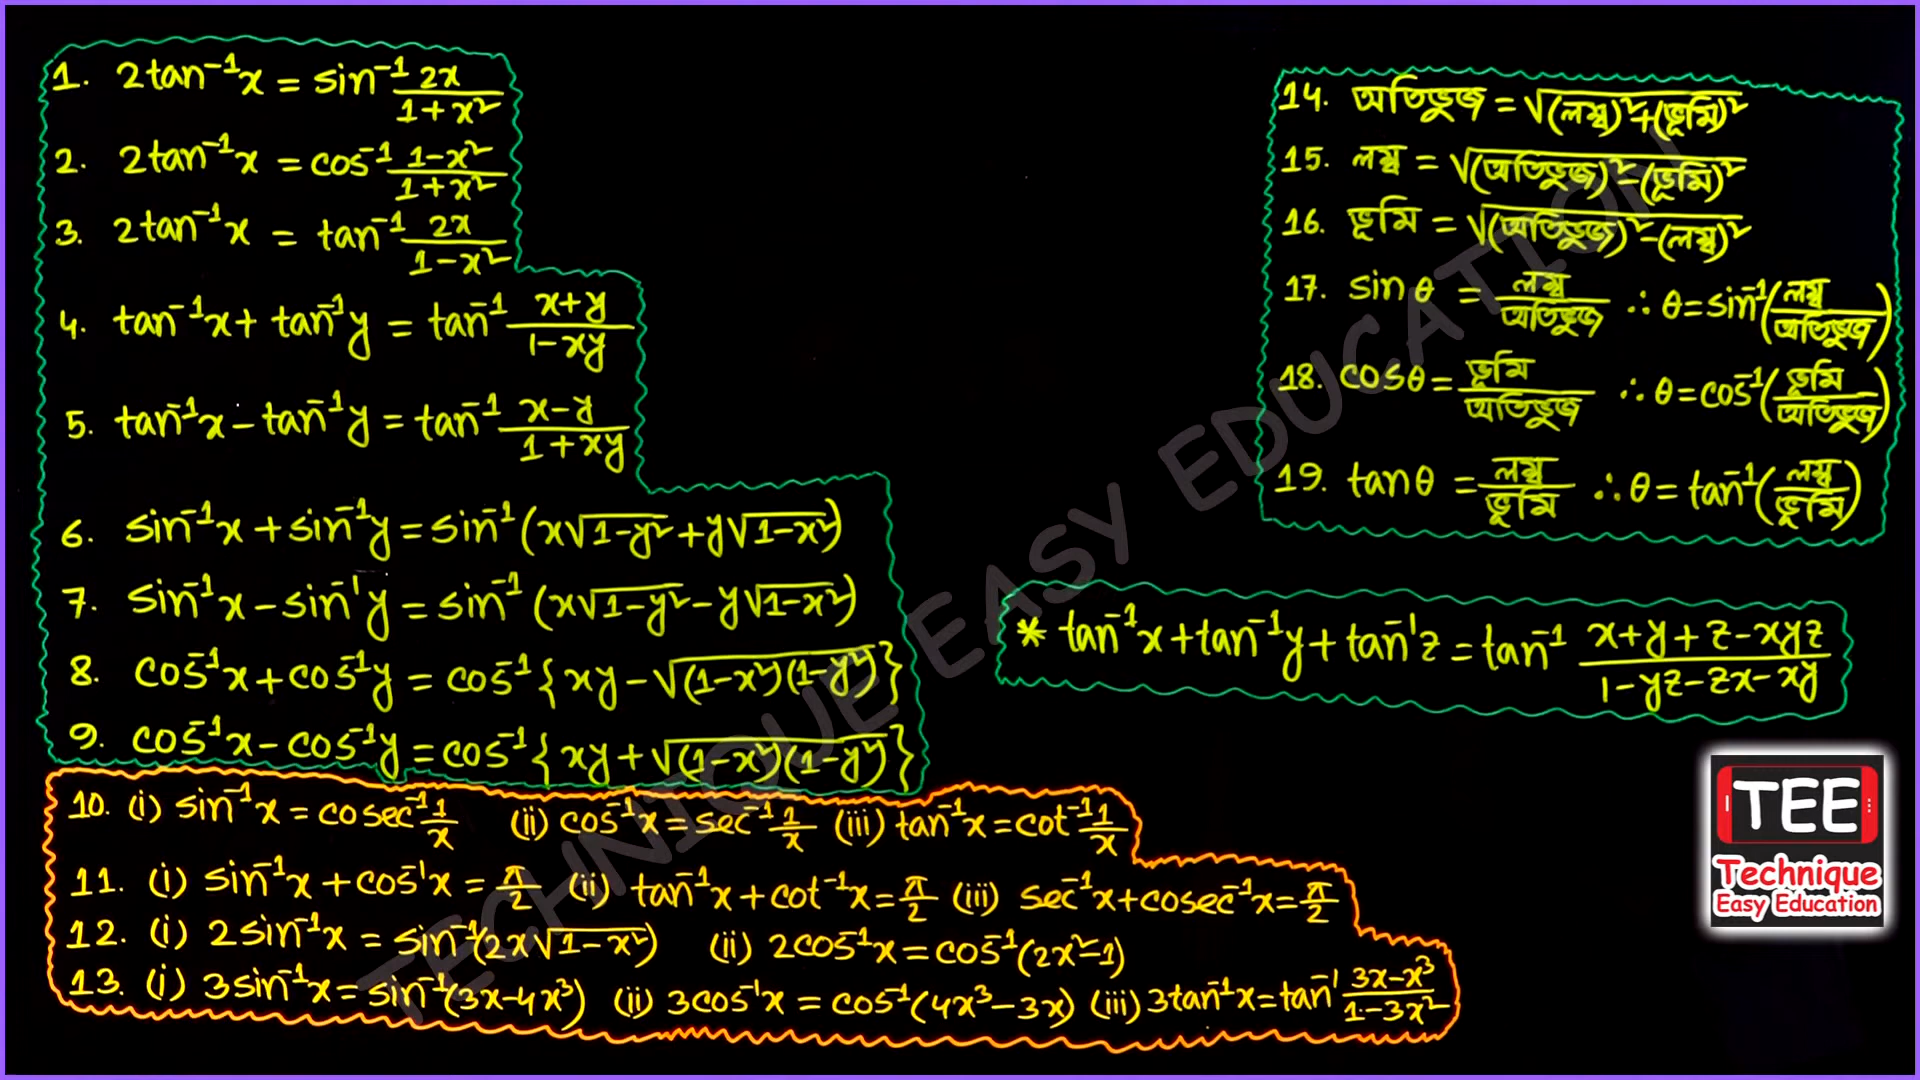 1. 2tan⁻¹x = sin⁻¹ 2x/1+x²
2. 2tan⁻¹x = cos⁻¹ 1-x²/1+x²
3. 2tan⁻¹x = tan⁻¹ 2x/1-x²
4. tan⁻¹x + tan⁻¹y = tan⁻¹ x+y/1-xy
5. tan⁻¹x - tan⁻¹y = tan⁻¹ x-y/1+xy
6. sin⁻¹x + sin⁻¹y = sin⁻¹(x√1-y² + y√1-x²)
7. sin⁻¹x - sin⁻¹y = sin⁻¹(x√1-y² - y√1-x²)
8. cos⁻¹x + cos⁻¹y = cos⁻¹{xy - √(1-x²)(1-y²)}
9. cos⁻¹x - cos⁻¹y = cos⁻¹{xy + √(1-x²)(1-y²)}
10. (i) sin⁻¹x = cosec⁻¹ 1/x (ii) cos⁻¹x = sec⁻¹ 1/x (iii) tan⁻¹x = cot⁻¹ 1/x
11. (i) sin⁻¹x + cos⁻¹x = π/2 (ii) tan⁻¹x + cot⁻¹x = π/2 (iii) sec⁻¹x + cosec⁻¹x = π/2
12. (i) 2sin⁻¹x = sin⁻¹(2x√1-x²) (ii) 2cos⁻¹x = cos⁻¹(2x²-1)
13. (i) 3sin⁻¹x = sin⁻¹(3x-4x³) (ii) 3cos⁻¹x = cos⁻¹(4x³-3x) (iii) 3tan⁻¹x = tan⁻¹ 3x-x³/1-3x²
14. অতিভুজ = √(লম্ব)²+(ভূমি)²
15. লম্ব = √(অতিভুজ)²-(ভূমি)²
16. ভূমি = √(অতিভুজ)²-(লম্ব)²
17. sinθ = লম্ব/অতিভুজ ∴ θ = sin⁻¹(লম্ব/অতিভুজ)
18. cosθ = ভূমি/অতিভুজ ∴ θ = cos⁻¹(ভূমি/অতিভুজ)
19. tanθ = লম্ব/ভূমি ∴ θ = tan⁻¹(লম্ব/ভূমি)
* tan⁻¹x + tan⁻¹y + tan⁻¹z = tan⁻¹ x+y+z-xyz/1-yz-zx-xy
TECHNIQUE EASY EDUCATION
TEE
Technique
Easy Education